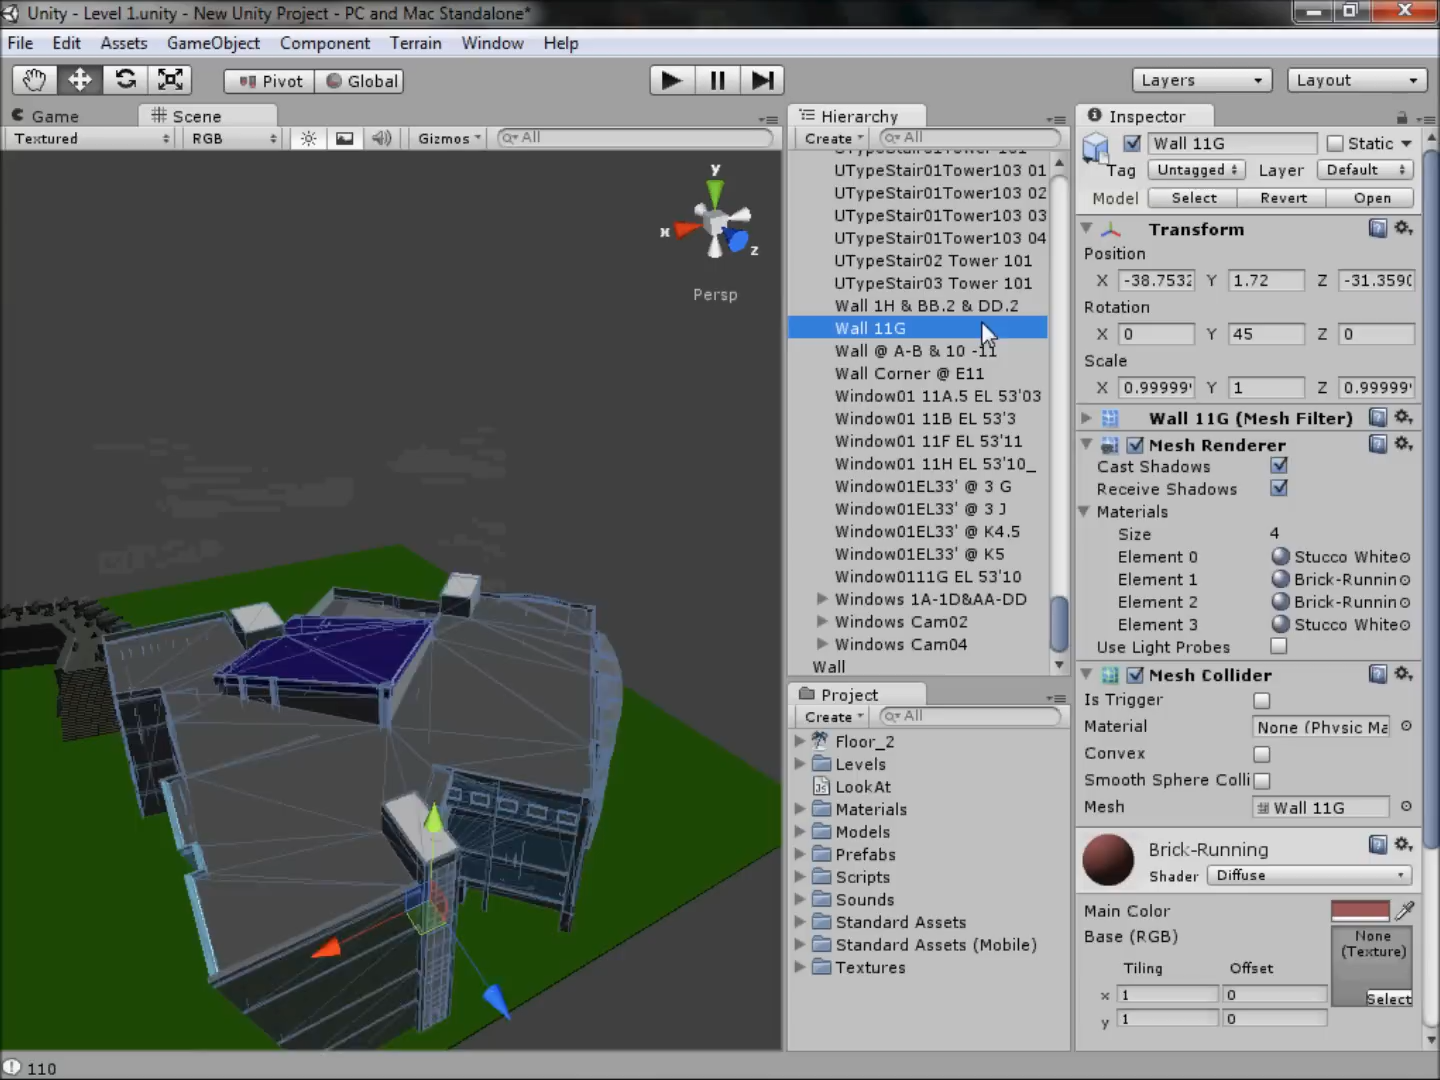 Unity - Level 1.unity - New Unity Project - PC and Mac Standalone*
File Edit Assets GameObject Component Terrain Window Help
Pivot Global
Layers Layout
Game Scene
Textured RGB Gizmos All
y
x
z
Persp
Hierarchy
Create All
UTypeStair01Tower103 01
UTypeStair01Tower103 02
UTypeStair01Tower103 03
UTypeStair01Tower103 04
UTypeStair02 Tower 101
UTypeStair03 Tower 101
Wall 1H & BB.2 & DD.2
Wall 11G
Wall @ A-B & 10 -11
Wall Corner @ E11
Window01 11A.5 EL 53'03
Window01 11B EL 53'3
Window01 11F EL 53'11
Window01 11H EL 53'10_
Window01EL33' @ 3 G
Window01EL33' @ 3 J
Window01EL33' @ K4.5
Window01EL33' @ K5
Window0111G EL 53'10
Windows 1A-1D&AA-DD
Windows Cam02
Windows Cam04
Wall
Project
Create All
Floor_2
Levels
LookAt
Materials
Models
Prefabs
Scripts
Sounds
Standard Assets
Standard Assets (Mobile)
Textures
Inspector
Wall 11G Static
Tag Untagged Layer Default
Model Select Revert Open
Transform
Position
X -38.7532 Y 1.72 Z -31.3590
Rotation
X 0 Y 45 Z 0
Scale
X 0.99999 Y 1 Z 0.99999
Wall 11G (Mesh Filter)
Mesh Renderer
Cast Shadows
Receive Shadows
Materials
Size 4
Element 0 Stucco White
Element 1 Brick-Runnin
Element 2 Brick-Runnin
Element 3 Stucco White
Use Light Probes
Mesh Collider
Is Trigger
Material None (Physic Ma
Convex
Smooth Sphere Colli
Mesh Wall 11G
Brick-Running
Shader Diffuse
Main Color
Base (RGB)
None
(Texture)
Tiling Offset
x 1 0
y 1 0
Select
110